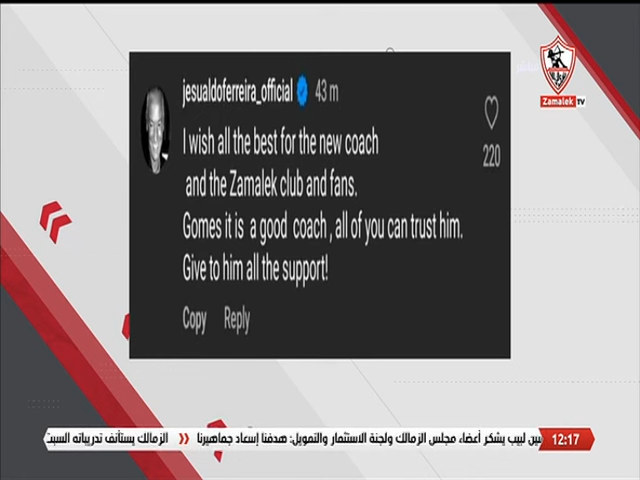 jesualdoferreira_official 43 m
I wish all the best for the new coach
and the Zamalek club and fans.
Gomes it is a good coach , all of you can trust him.
Give to him all the support!
220
Copy Reply
Zamalek TV
12:17
سين لبيب يشكر أعضاء مجلس الزمالك ولجنة الاستثمار والتمويل: هدفنا إسعاد جماهيرنا
الزمالك يستأنف تدريباته السبت